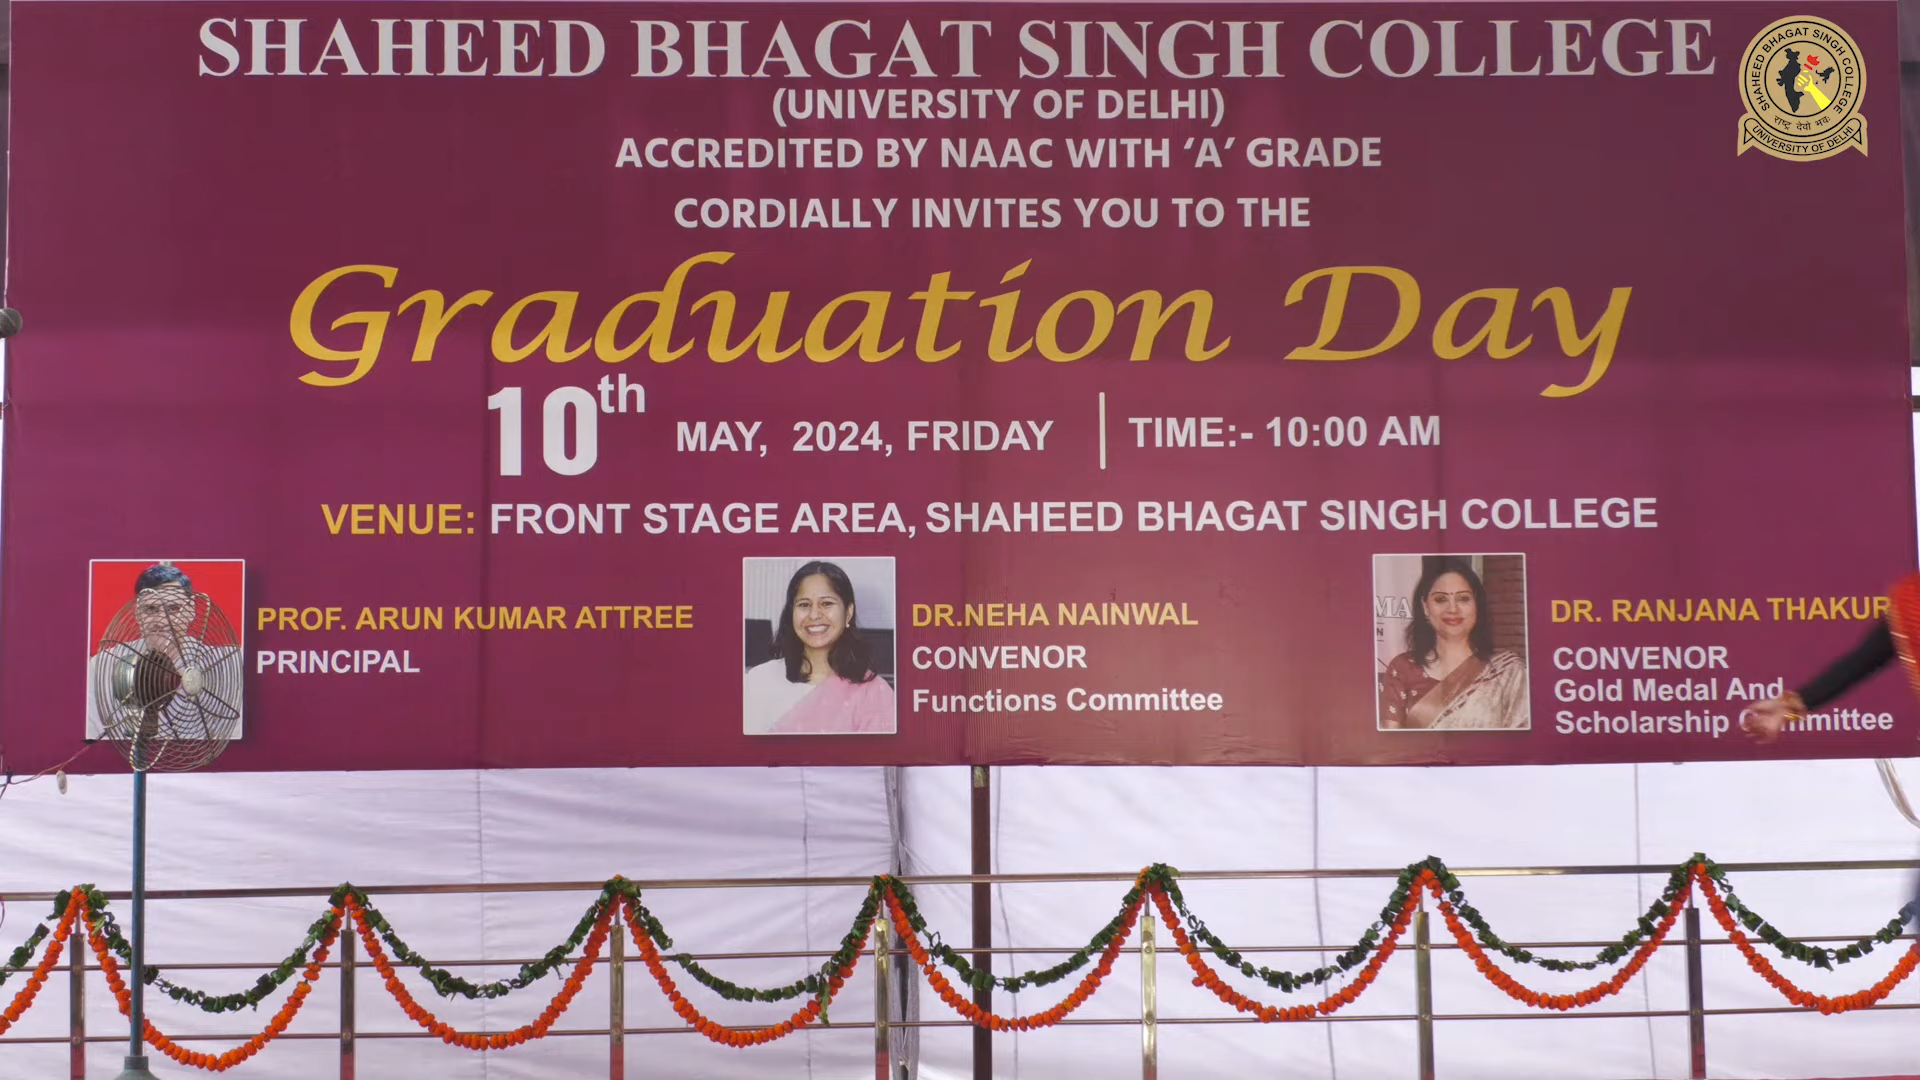 SHAHEED BHAGAT SINGH COLLEGE
(UNIVERSITY OF DELHI)
ACCREDITED BY NAAC WITH ‘A’ GRADE
CORDIALLY INVITES YOU TO THE
Graduation Day
10th MAY, 2024, FRIDAY | TIME:- 10:00 AM
VENUE: FRONT STAGE AREA, SHAHEED BHAGAT SINGH COLLEGE
PROF. ARUN KUMAR ATTREE
PRINCIPAL
DR.NEHA NAINWAL
CONVENOR
Functions Committee
DR. RANJANA THAKUR
CONVENOR
Gold Medal And
Scholarship Committee
SHAHEED BHAGAT SINGH COLLEGE
राष्ट्र देवो भवः
UNIVERSITY OF DELHI